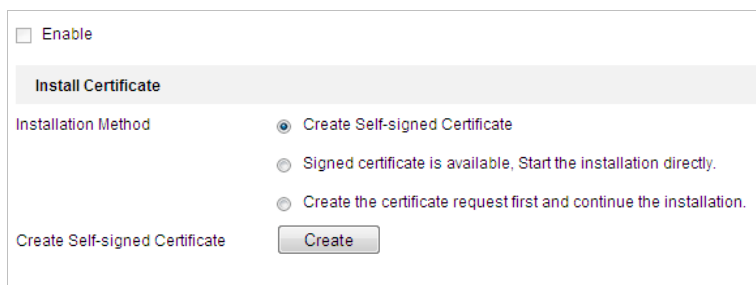 Enable
Install Certificate
Installation Method
Create Self-signed Certificate
Signed certificate is available, Start the installation directly.
Create the certificate request first and continue the installation.
Create Self-signed Certificate
Create